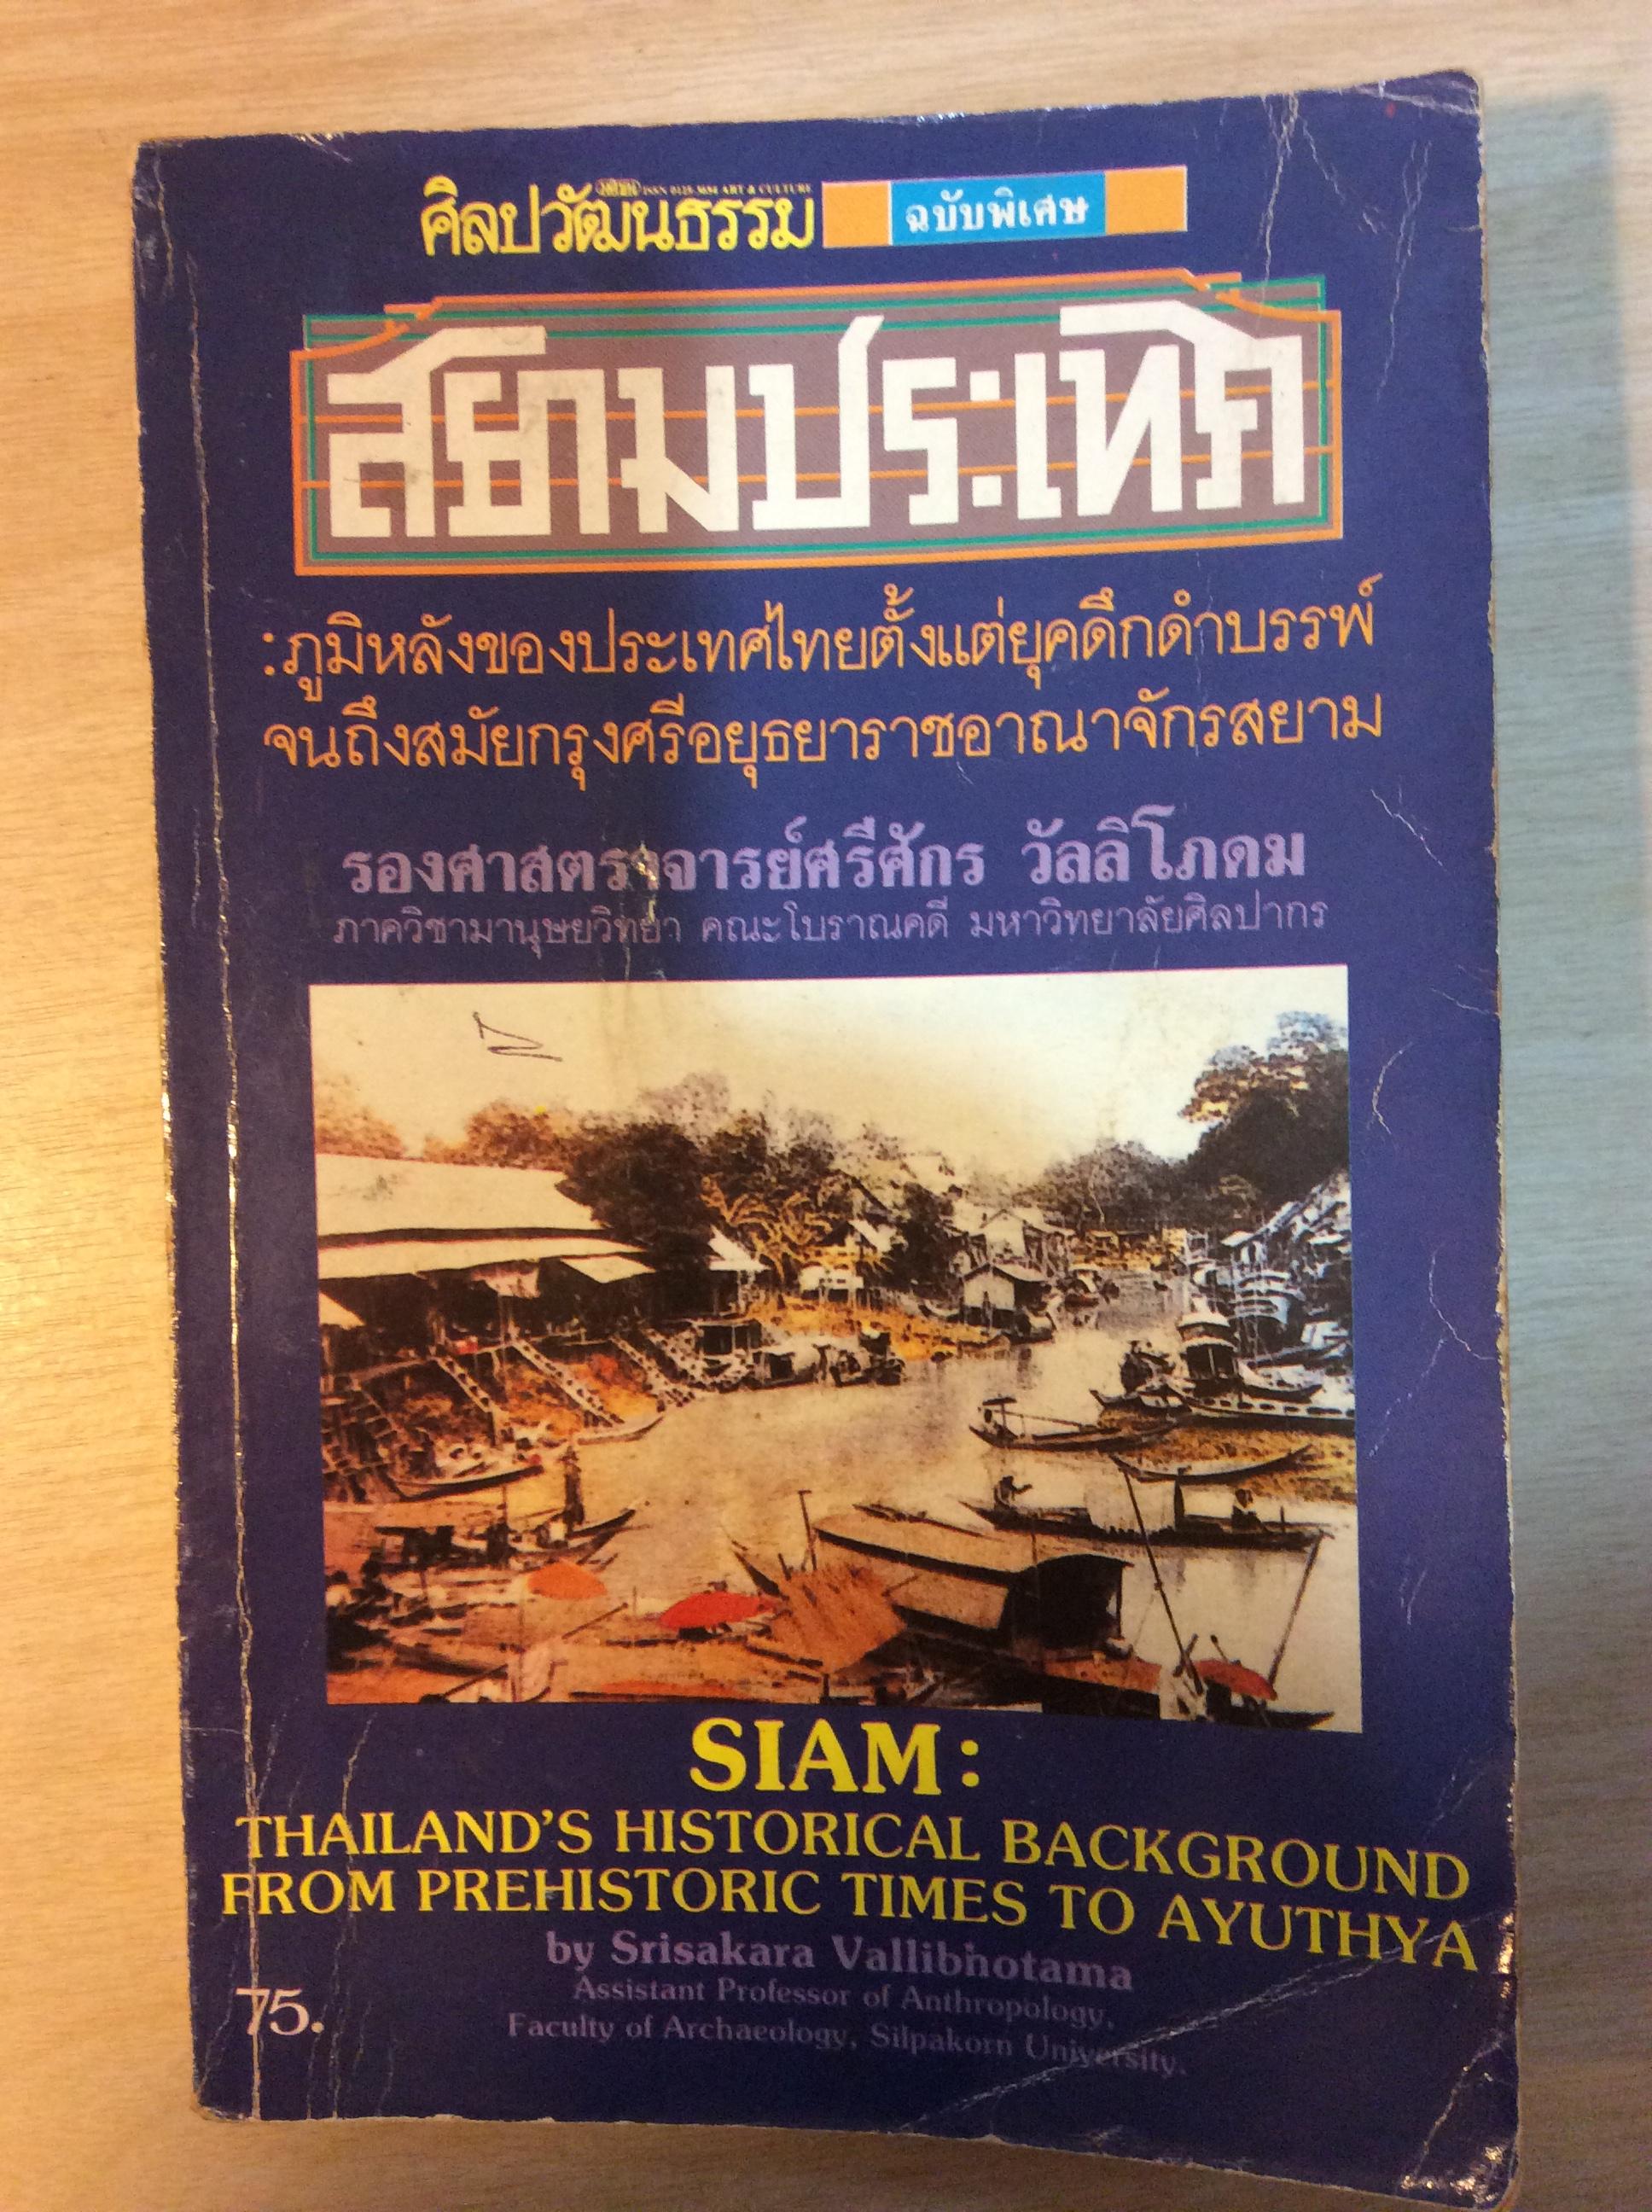 ศิลปวัฒนธรรม ฉบับพิเศษ
สยามประเทศ
:ภูมิหลังของประเทศไทยตั้งแต่ยุคดึกดำบรรพ์
จนถึงสมัยกรุงศรีอยุธยาราชอาณาจักรสยาม
รองศาสตราจารย์ศรีศักร วัลลิโภดม
ภาควิชามานุษยวิทยา คณะโบราณคดี มหาวิทยาลัยศิลปากร
SIAM:
THAILAND'S HISTORICAL BACKGROUND
FROM PREHISTORIC TIMES TO AYUTHYA
by Srisakara Vallibhotama
Assistant Professor of Anthropology,
Faculty of Archaeology, Silpakorn University.
75.